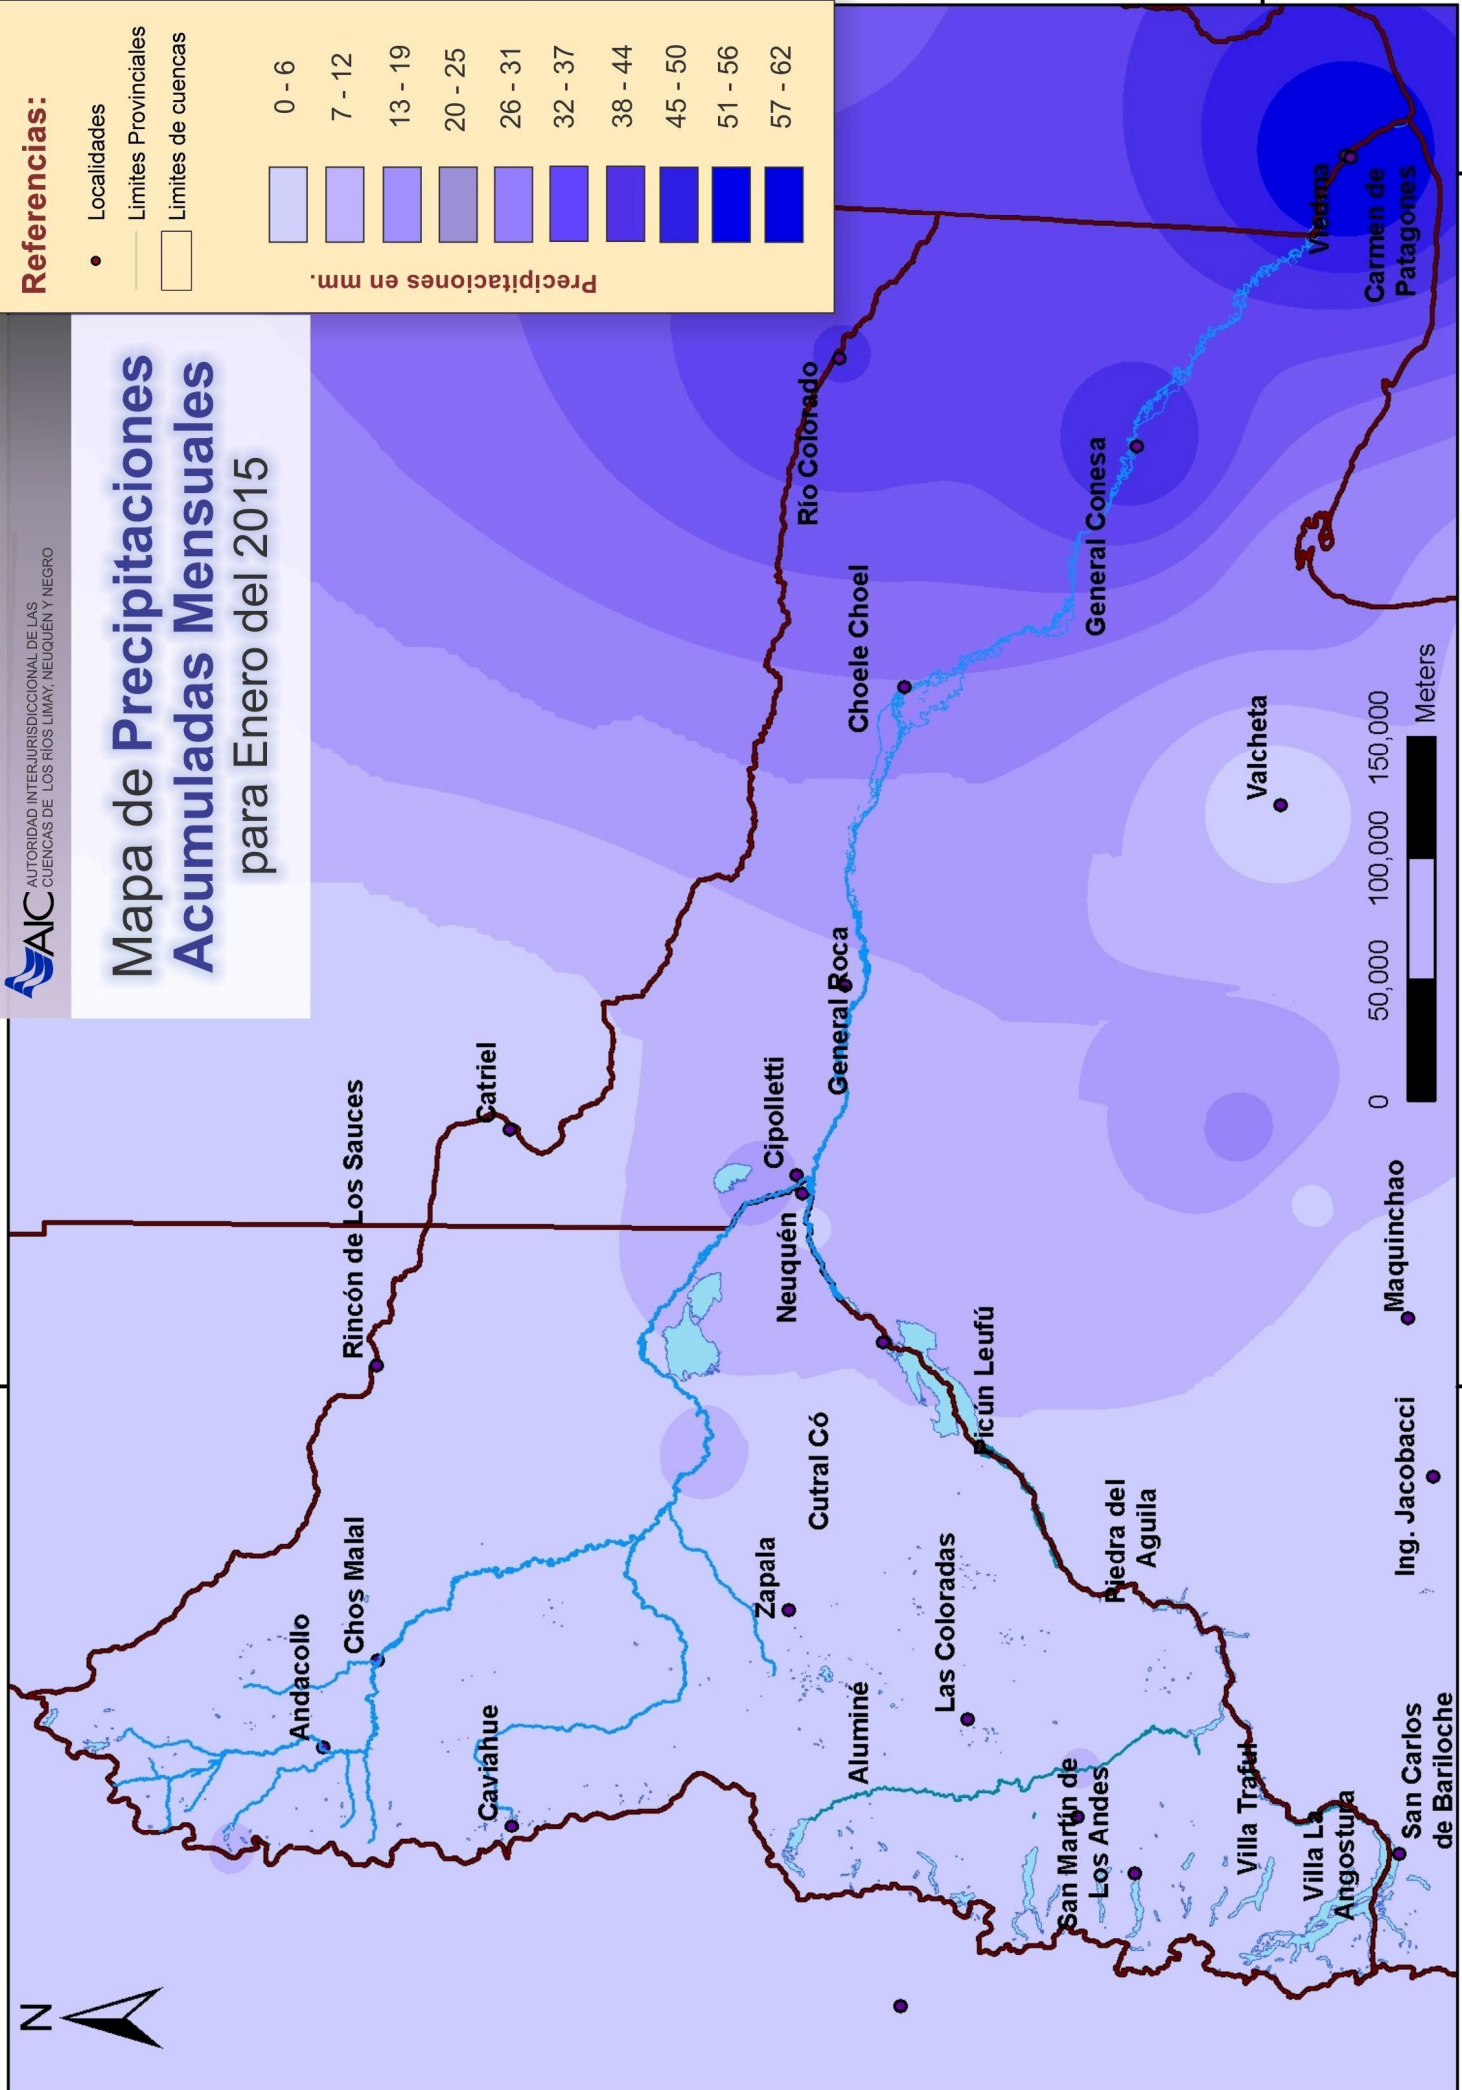 AIC
AUTORIDAD INTERJURISDICCIONAL DE LAS
CUENCAS DE LOS RÍOS LIMAY, NEUQUÉN Y NEGRO
Mapa de Precipitaciones
Acumuladas Mensuales
para Enero del 2015
Referencias:
Localidades
Limites Provinciales
Limites de cuencas
Precipitaciones en mm.
0 - 6
7 - 12
13 - 19
20 - 25
26 - 31
32 - 37
38 - 44
45 - 50
51 - 56
57 - 62
N
Rincón de Los Sauces
Catriel
Andacollo
Chos Malal
Caviahue
Zapala
Cutral Có
Neuquén
Cipolletti
General Roca
Choele Choel
Río Colorado
General Conesa
Viedma
Carmen de
Patagones
Valcheta
Aluminé
Las Coloradas
Picún Leufú
Piedra del
Aguila
San Martín de
Los Andes
Villa Traful
Villa La
Angostura
San Carlos
de Bariloche
Ing. Jacobacci
Maquinchao
0
50,000
100,000
150,000
Meters